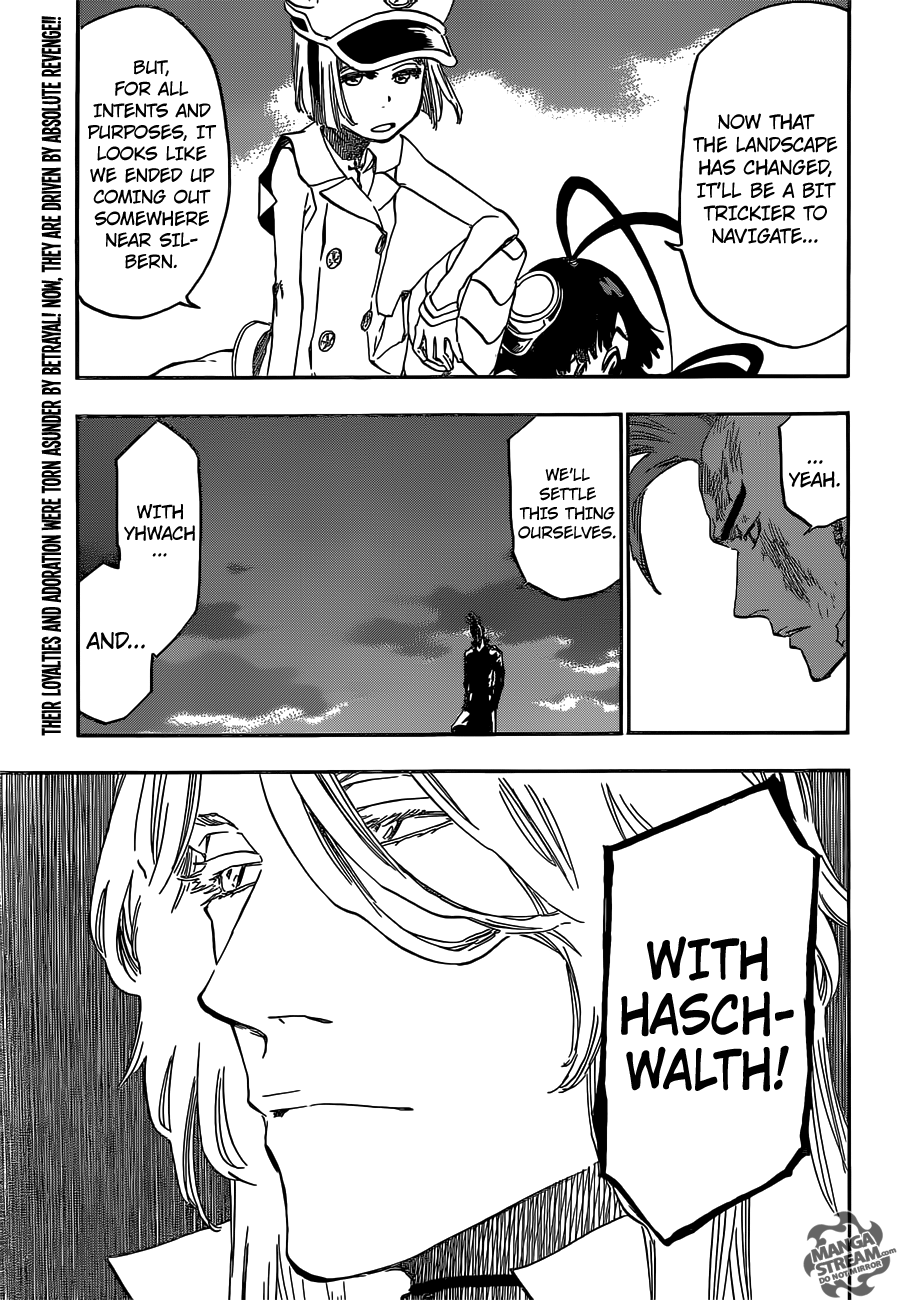 THEIR LOYALTIES AND ADORATION WERE TORN ASUNDER BY BETRAYAL! NOW, THEY ARE DRIVEN BY ABSOLUTE REVENGE!!
NOW THAT
THE LANDSCAPE
HAS CHANGED,
IT'LL BE A BIT
TRICKIER TO
NAVIGATE...
BUT,
FOR ALL
INTENTS AND
PURPOSES, IT
LOOKS LIKE
WE ENDED UP
COMING OUT
SOMEWHERE
NEAR SIL-
BERN.
...
YEAH.
WE'LL
SETTLE
THIS THING
OURSELVES.
WITH
YHWACH
...
AND...
WITH
HASCH-
WALTH!
MANGA
STREAM.com
DO NOT MIRROR